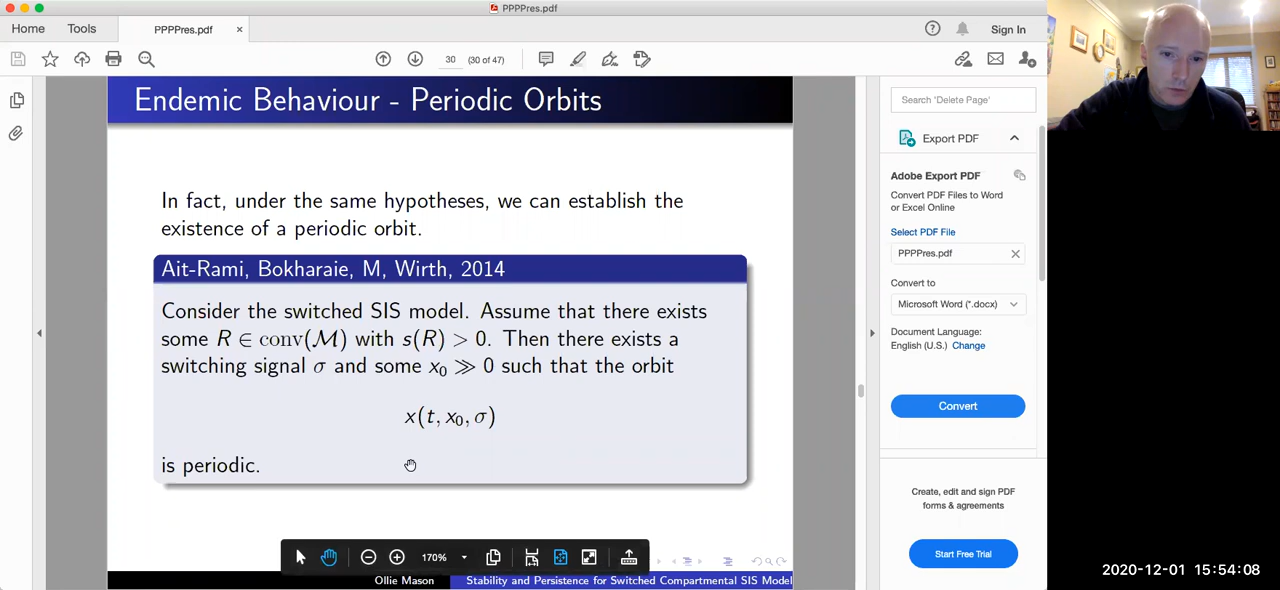 PPPPres.pdf
Home
Tools
PPPPres.pdf
×
Sign In
30
(30 of 47)
Endemic Behaviour - Periodic Orbits
In fact, under the same hypotheses, we can establish the
existence of a periodic orbit.
Ait-Rami, Bokharaie, M, Wirth, 2014
Consider the switched SIS model. Assume that there exists
some R ∈ conv(ℳ) with s(R) > 0. Then there exists a
switching signal σ and some x₀ ≫ 0 such that the orbit
x(t, x₀, σ)
is periodic.
170%
Ollie Mason
Stability and Persistence for Switched Compartmental SIS Model
Search 'Delete Page'
Export PDF
Adobe Export PDF
Convert PDF Files to Word
or Excel Online
Select PDF File
PPPPres.pdf
Convert to
Microsoft Word (*.docx)
Document Language:
English (U.S.) Change
Convert
Create, edit and sign PDF
forms & agreements
Start Free Trial
2020-12-01 15:54:08